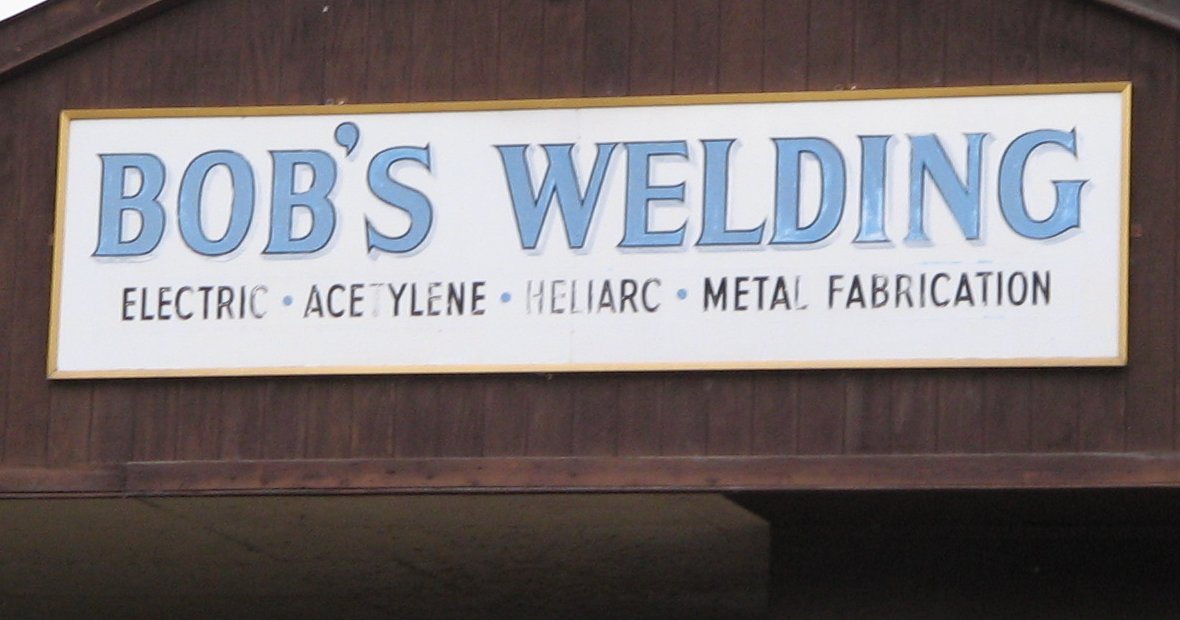 BOB'S WELDING
ELECTRIC • ACETYLENE • HELIARC • METAL FABRICATION